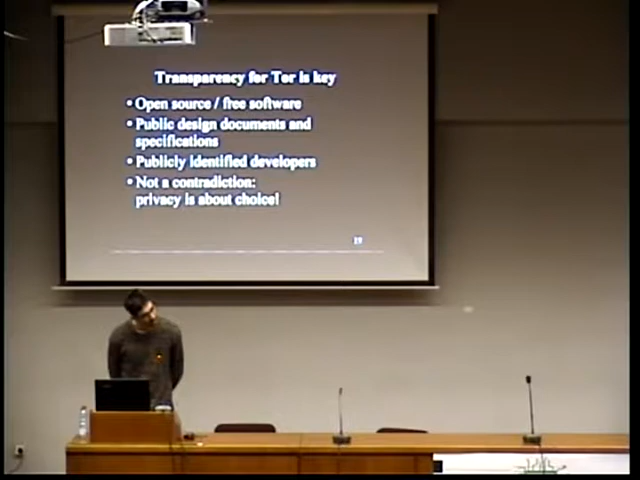 Transparency for Tor is key
• Open source / free software
• Public design documents and
specifications
• Publicly identified developers
• Not a contradiction:
privacy is about choice!
19